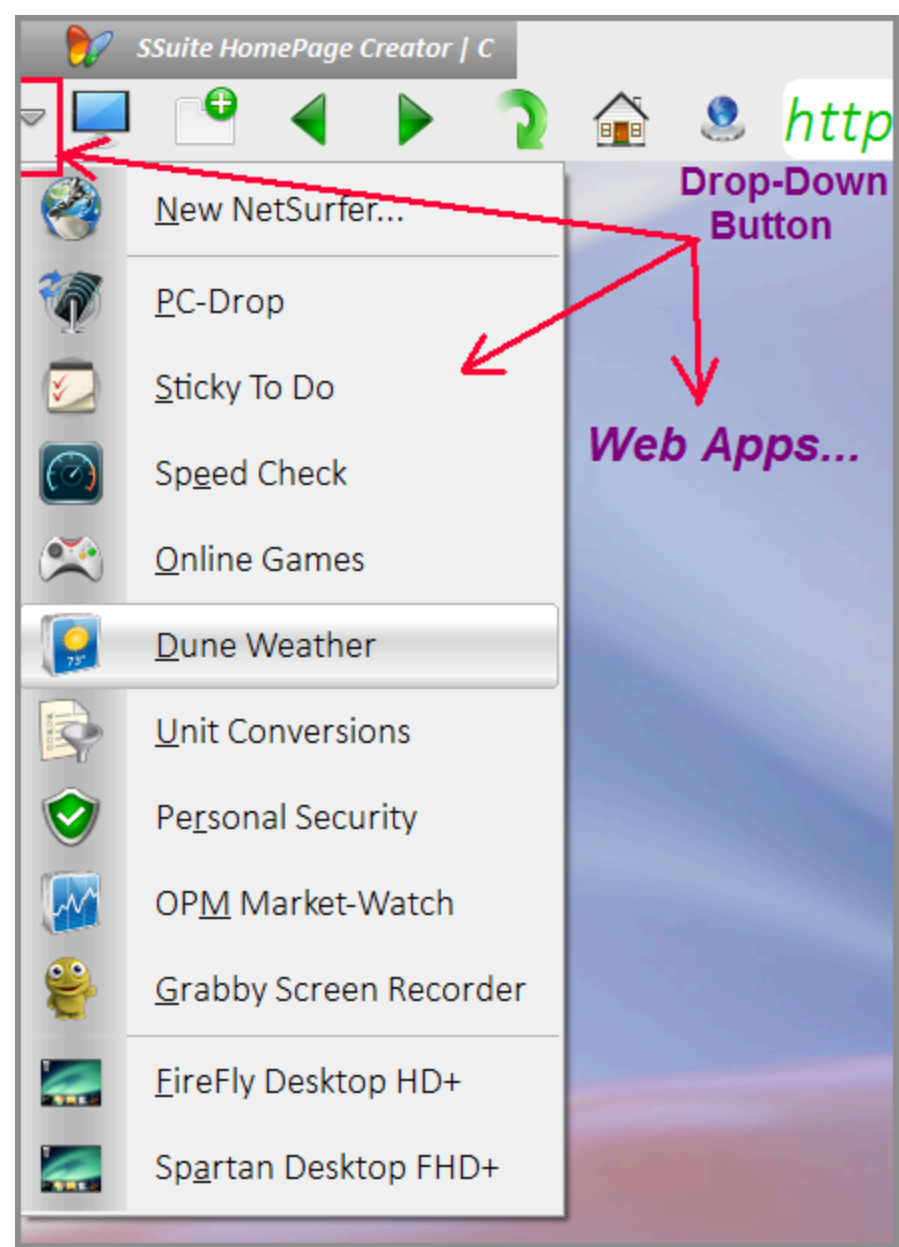 SSuite HomePage Creator | C
http
Drop-Down
Button
New NetSurfer...
PC-Drop
Sticky To Do
Web Apps...
Speed Check
Online Games
73°
Dune Weather
Unit Conversions
Personal Security
OPM Market-Watch
Grabby Screen Recorder
FireFly Desktop HD+
Spartan Desktop FHD+